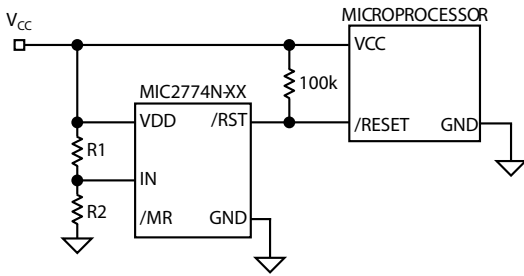 MICROPROCESSOR
VCC
VCC
100k
MIC2774N-XX
VDD
/RST
/RESET
GND
R1
IN
R2
/MR
GND